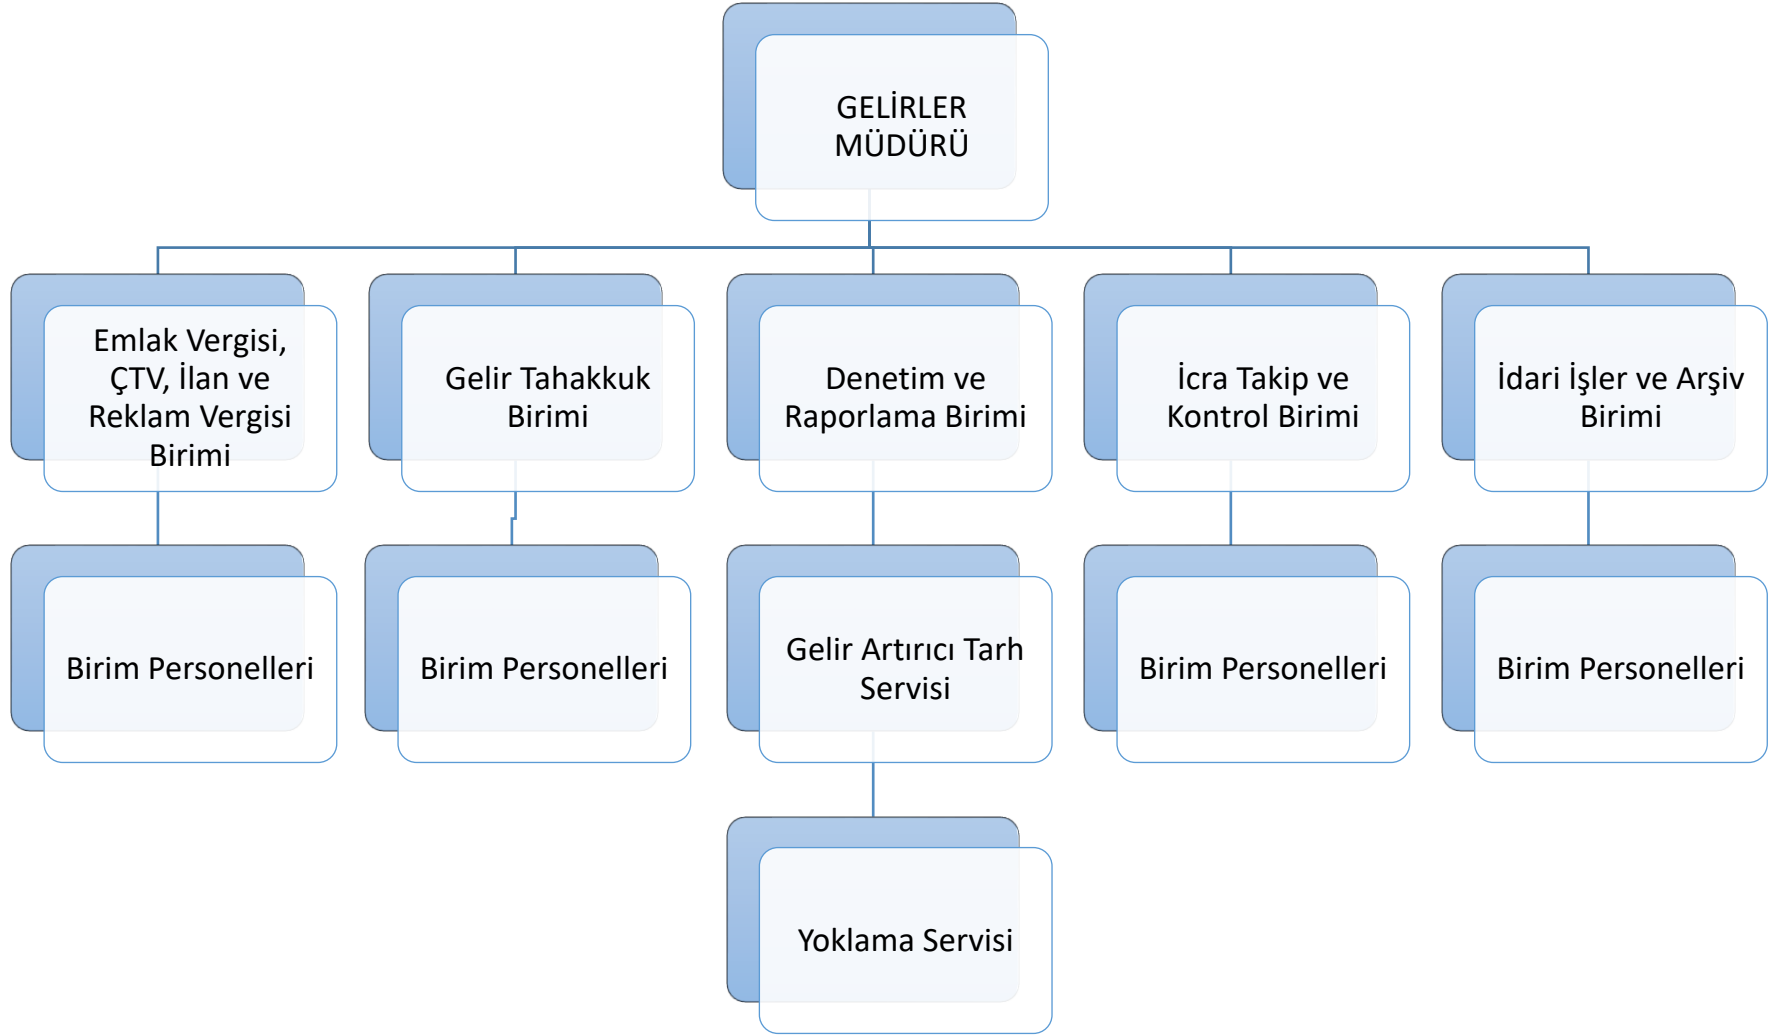 GELİRLER
MÜDÜRÜ
Emlak Vergisi,
ÇTV, İlan ve
Reklam Vergisi
Birimi
Gelir Tahakkuk
Birimi
Denetim ve
Raporlama Birimi
İcra Takip ve
Kontrol Birimi
İdari İşler ve Arşiv
Birimi
Birim Personelleri
Birim Personelleri
Gelir Artırıcı Tarh
Servisi
Birim Personelleri
Birim Personelleri
Yoklama Servisi